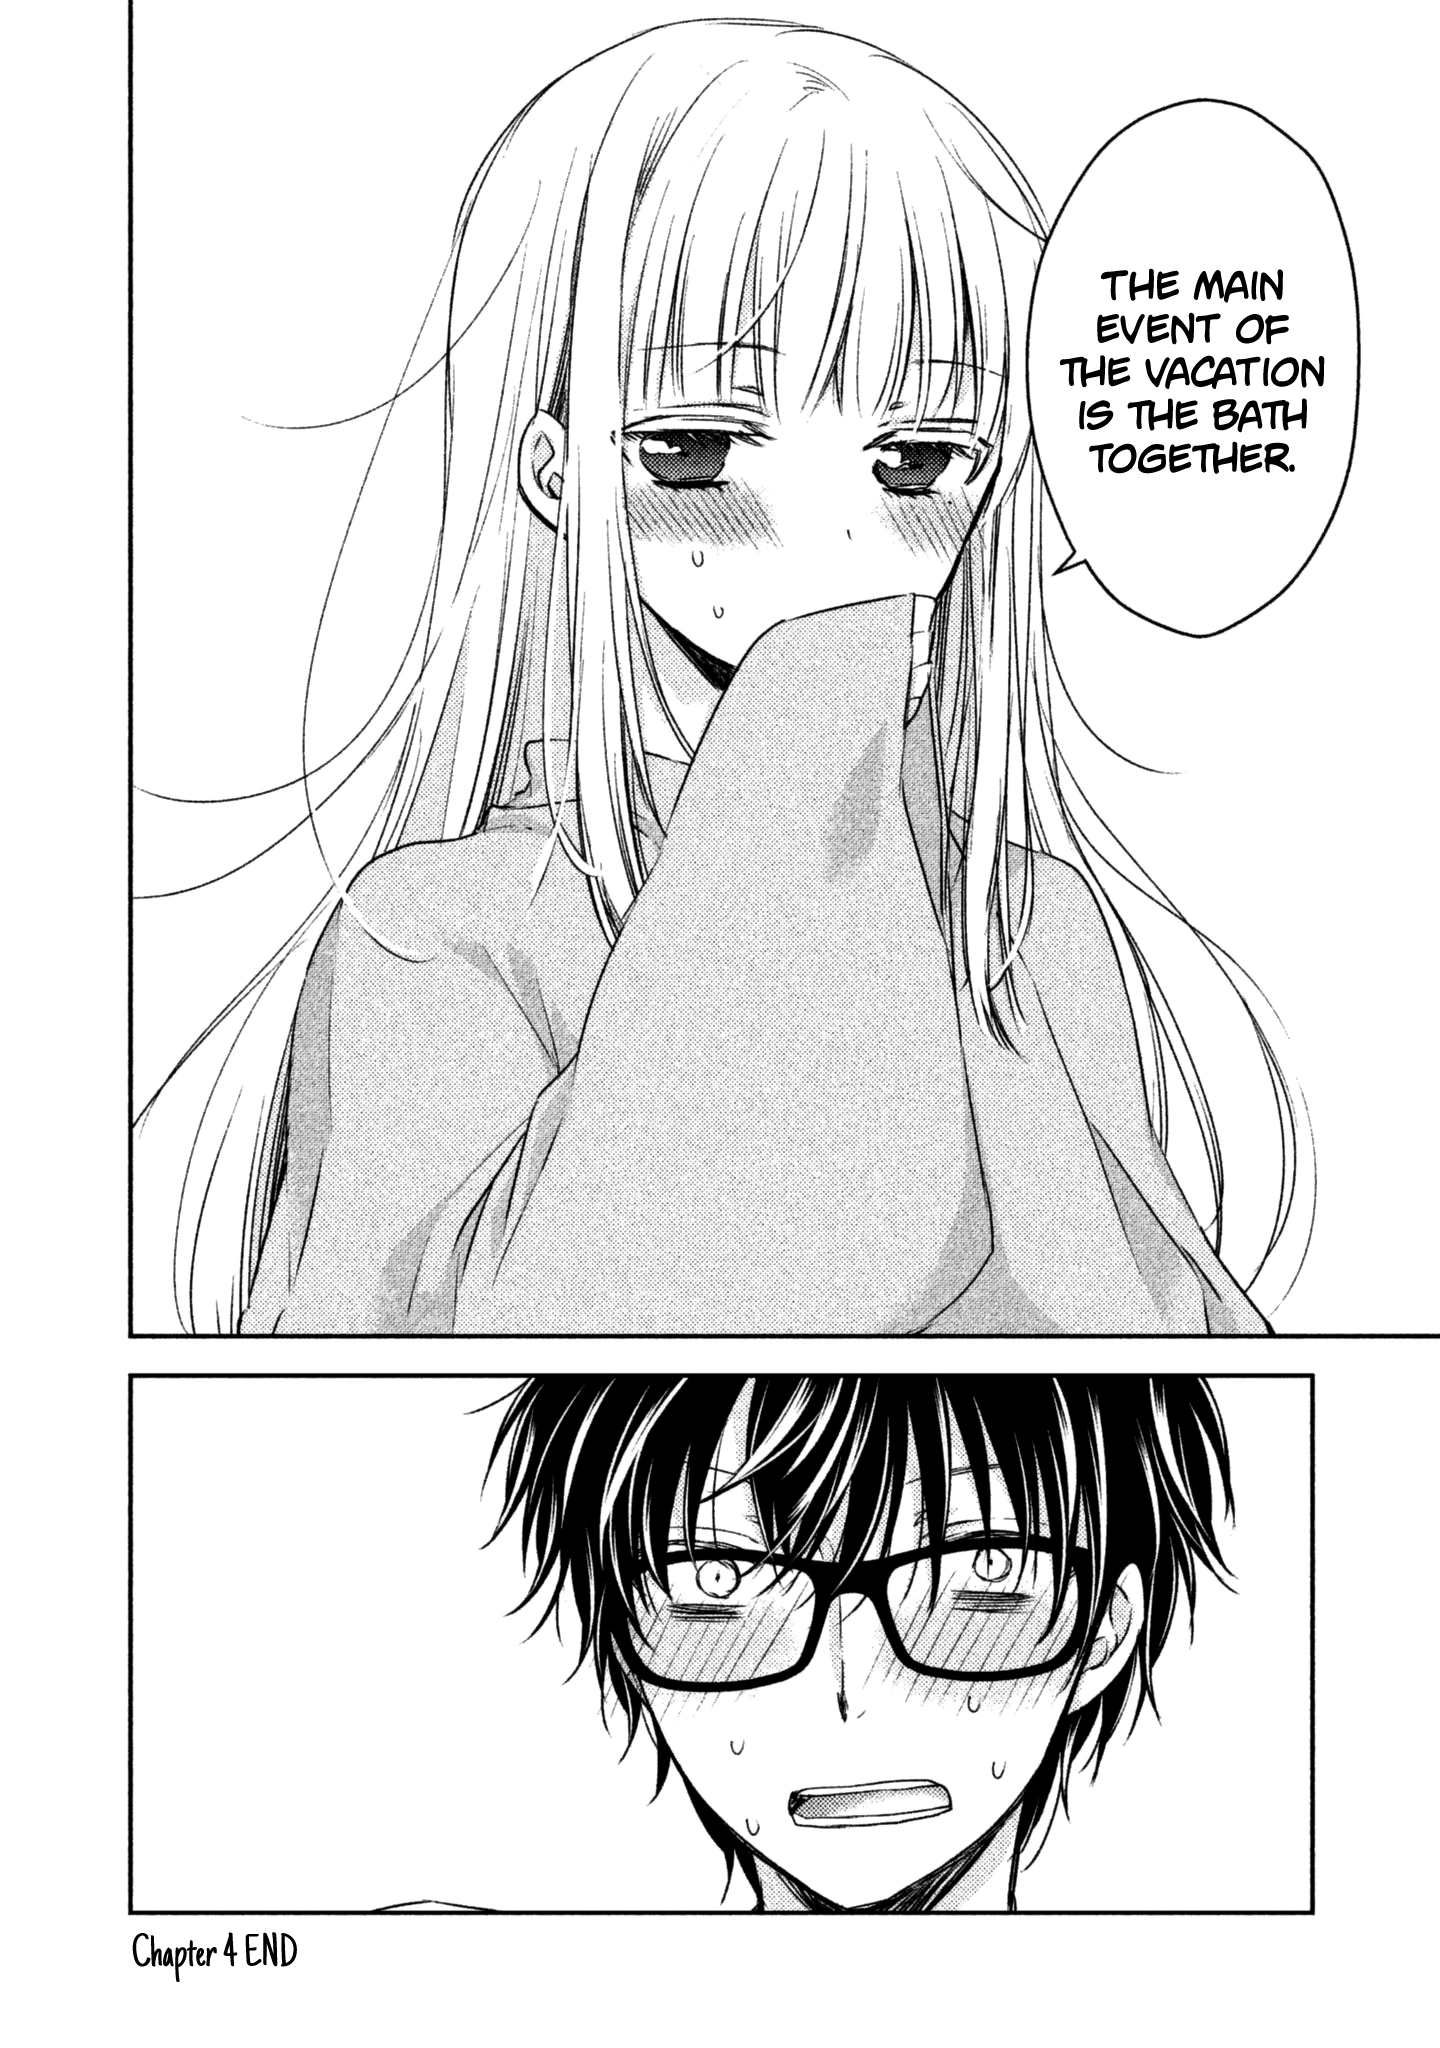 THE MAIN
EVENT OF
THE VACATION
IS THE BATH
TOGETHER.
Chapter 4 END